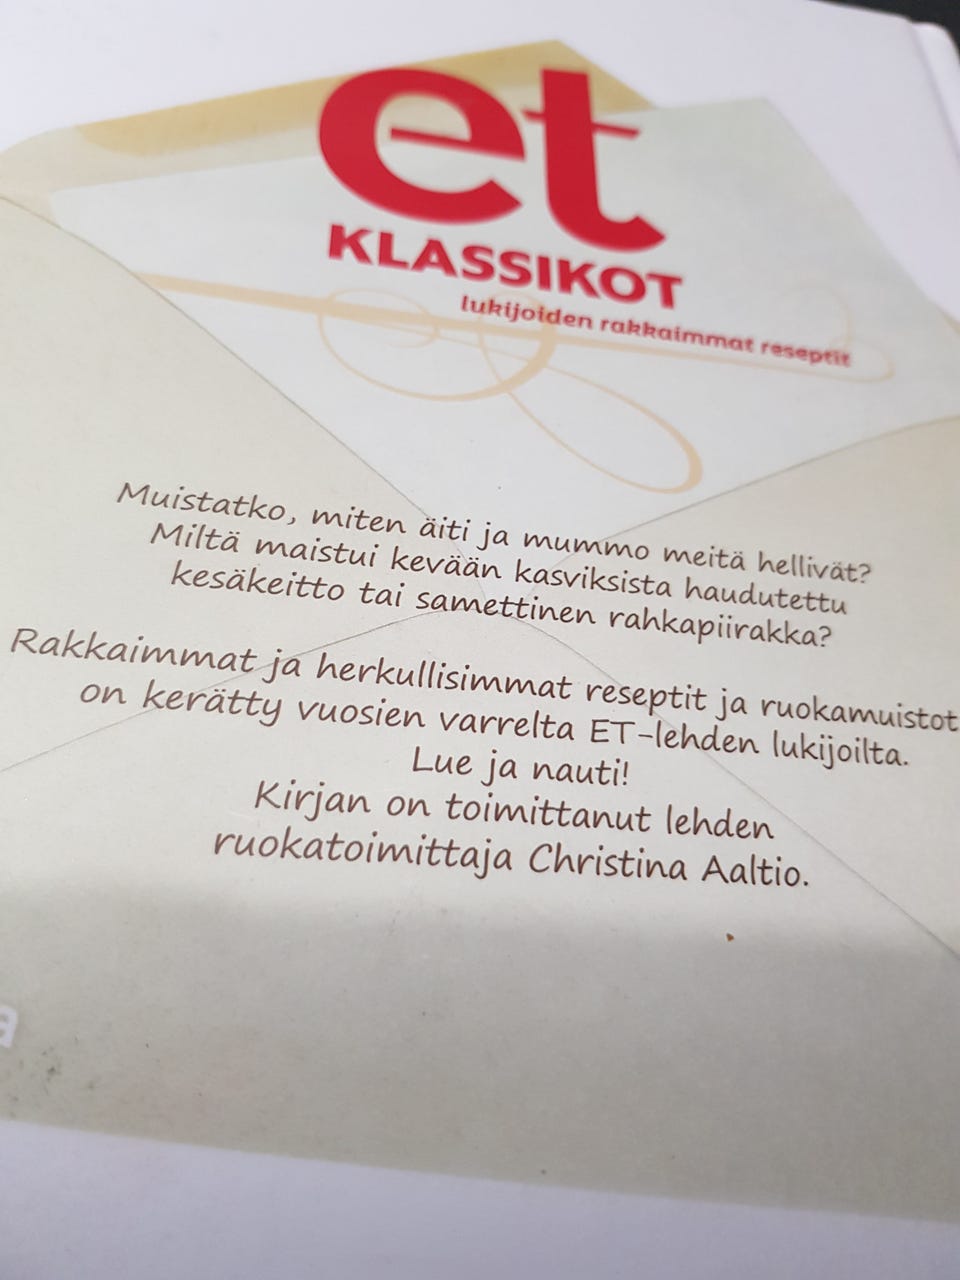 et
KLASSIKOT
lukijoiden rakkaimmat reseptit
Muistatko, miten äiti ja mummo meitä hellivät?
Miltä maistui kevään kasviksista haudutettu
kesäkeitto tai samettinen rahkapiirakka?
Rakkaimmat ja herkullisimmat reseptit ja ruokamuistot
on kerätty vuosien varrelta ET-lehden lukijoilta.
Lue ja nauti!
Kirjan on toimittanut lehden
ruokatoimittaja Christina Aaltio.
a